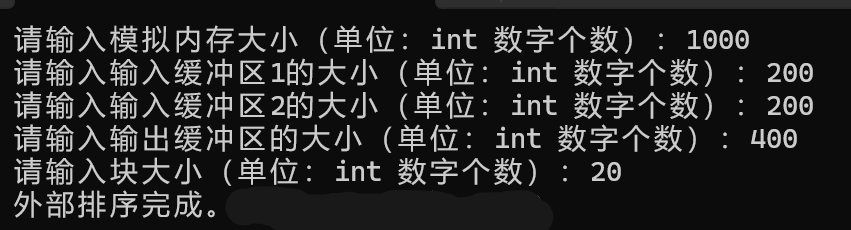 请输入模拟内存大小（单位：int 数字个数）：1000
请输入输入缓冲区1的大小（单位：int 数字个数）：200
请输入输入缓冲区2的大小（单位：int 数字个数）：200
请输入输出缓冲区的大小（单位：int 数字个数）：400
请输入块大小（单位：int 数字个数）：20
外部排序完成。